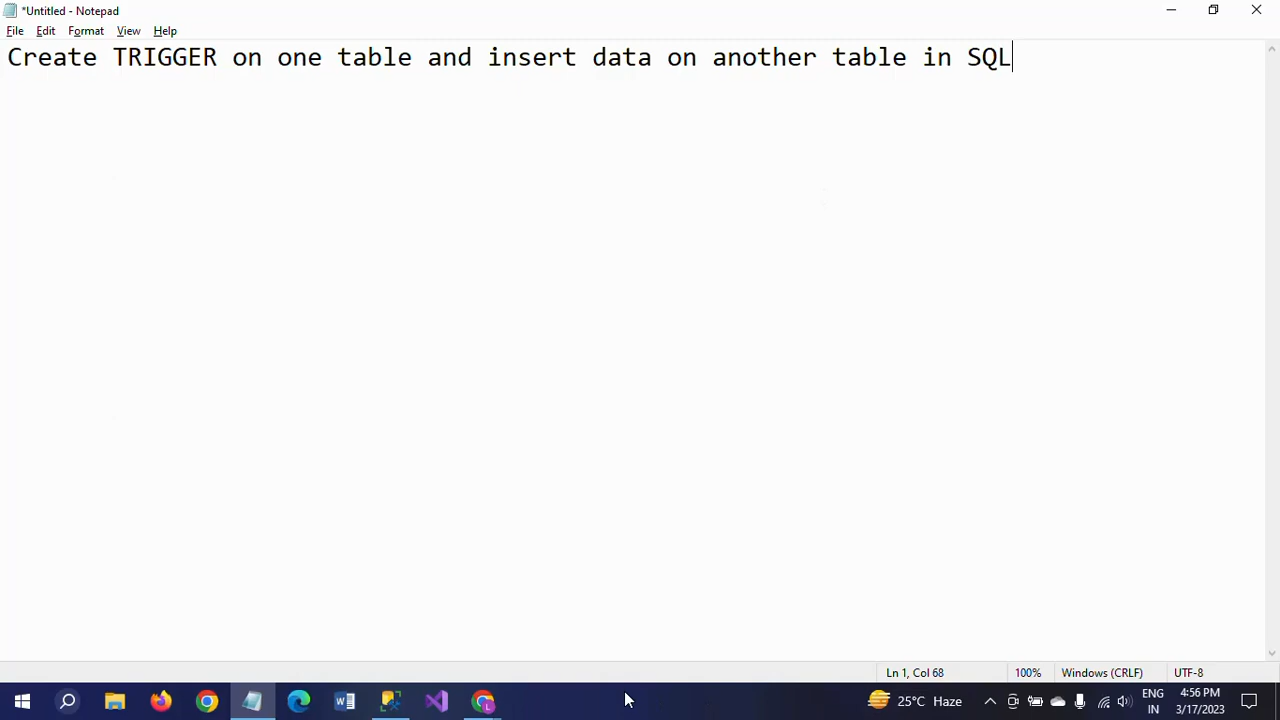 *Untitled - Notepad
File Edit Format View Help
Create TRIGGER on one table and insert data on another table in SQL
Ln 1, Col 68 100% Windows (CRLF) UTF-8
25°C Haze ENG IN 4:56 PM 3/17/2023